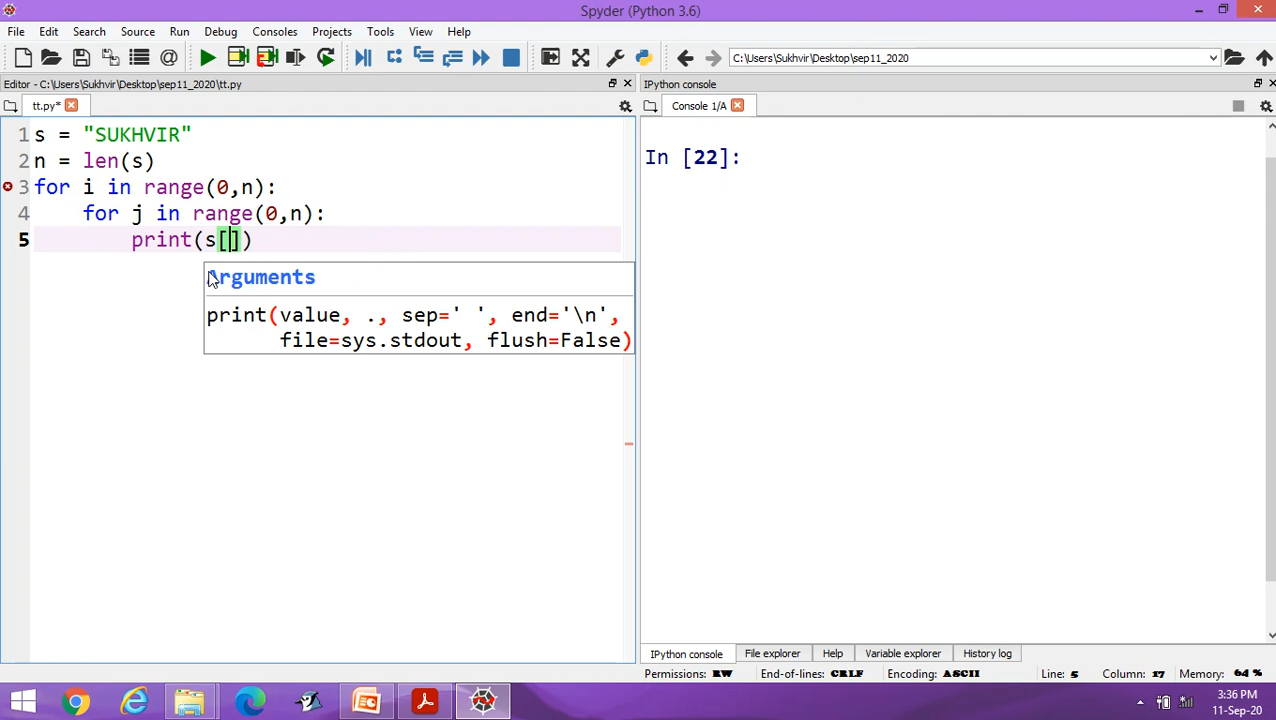 Spyder (Python 3.6)
File Edit Search Source Run Debug Consoles Projects Tools View Help
C:\Users\Sukhvir\Desktop\sep11_2020
Editor - C:\Users\Sukhvir\Desktop\sep11_2020\tt.py
IPython console
tt.py*
Console 1/A
1 s = "SUKHVIR"
2 n = len(s)
3 for i in range(0,n):
4     for j in range(0,n):
5         print(s[])
Arguments
print(value, ., sep=' ', end='\n',
file=sys.stdout, flush=False)
In [22]:
IPython console File explorer Help Variable explorer History log
Permissions: RW End-of-lines: CRLF Encoding: ASCII Line: 5 Column: 17 Memory: 64 %
3:36 PM
11-Sep-20